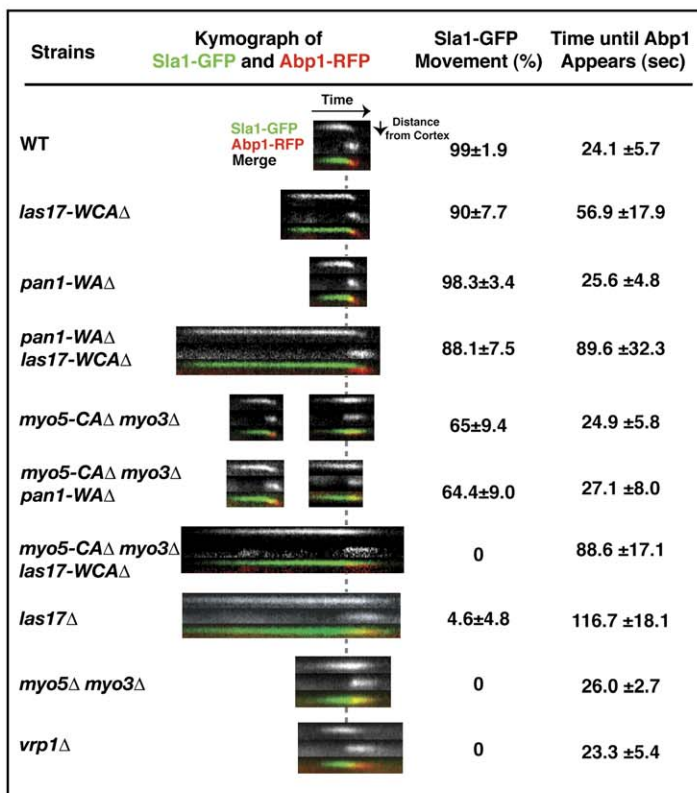 Strains
Kymograph of
Sla1-GFP and Abp1-RFP
Sla1-GFP
Movement (%)
Time until Abp1
Appears (sec)
Time
Sla1-GFP
Abp1-RFP
Merge
Distance
from Cortex
WT
99±1.9
24.1 ±5.7
las17-WCAΔ
90±7.7
56.9 ±17.9
pan1-WAΔ
98.3±3.4
25.6 ±4.8
pan1-WAΔ
las17-WCAΔ
88.1±7.5
89.6 ±32.3
myo5-CAΔ myo3Δ
65±9.4
24.9 ±5.8
myo5-CAΔ myo3Δ
pan1-WAΔ
64.4±9.0
27.1 ±8.0
myo5-CAΔ myo3Δ
las17-WCAΔ
0
88.6 ±17.1
las17Δ
4.6±4.8
116.7 ±18.1
myo5Δ myo3Δ
0
26.0 ±2.7
vrp1Δ
0
23.3 ±5.4